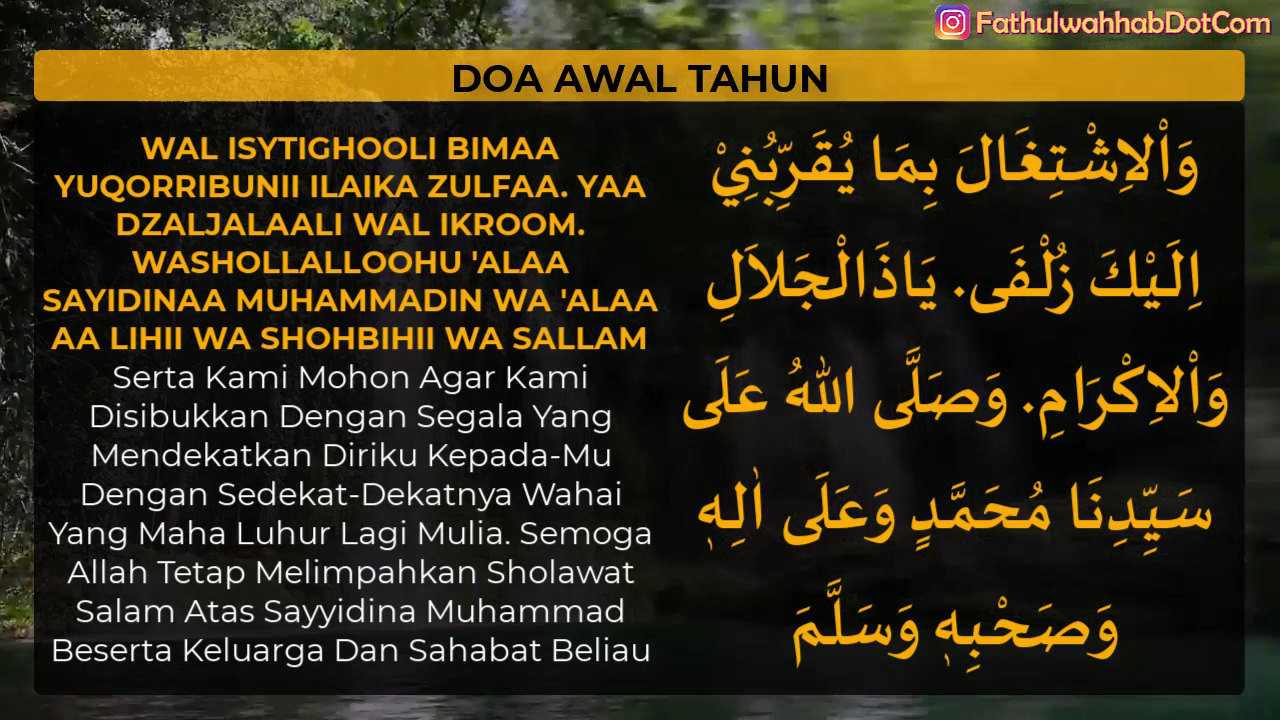 FathulwahhabDotCom
DOA AWAL TAHUN
WAL ISYTIGHOOLI BIMAA
YUQORRIBUNII ILAIKA ZULFAA. YAA
DZALJALAALI WAL IKROOM.
WASHOLLALLOOHU 'ALAA
SAYIDINAA MUHAMMADIN WA 'ALAA
AA LIHII WA SHOHBIHII WA SALLAM
Serta Kami Mohon Agar Kami
Disibukkan Dengan Segala Yang
Mendekatkan Diriku Kepada-Mu
Dengan Sedekat-Dekatnya Wahai
Yang Maha Luhur Lagi Mulia. Semoga
Allah Tetap Melimpahkan Sholawat
Salam Atas Sayyidina Muhammad
Beserta Keluarga Dan Sahabat Beliau
وَاْلاِشْتِغَالَ بِمَا يُقَرِّبُنِيْ
اِلَيْكَ زُلْفَى. يَاذَالْجَلاَلِ
وَاْلاِكْرَامِ. وَصَلَّى اللهُ عَلَى
سَيِّدِنَا مُحَمَّدٍ وَعَلَى اٰلِهٖ
وَصَحْبِهٖ وَسَلَّمَ